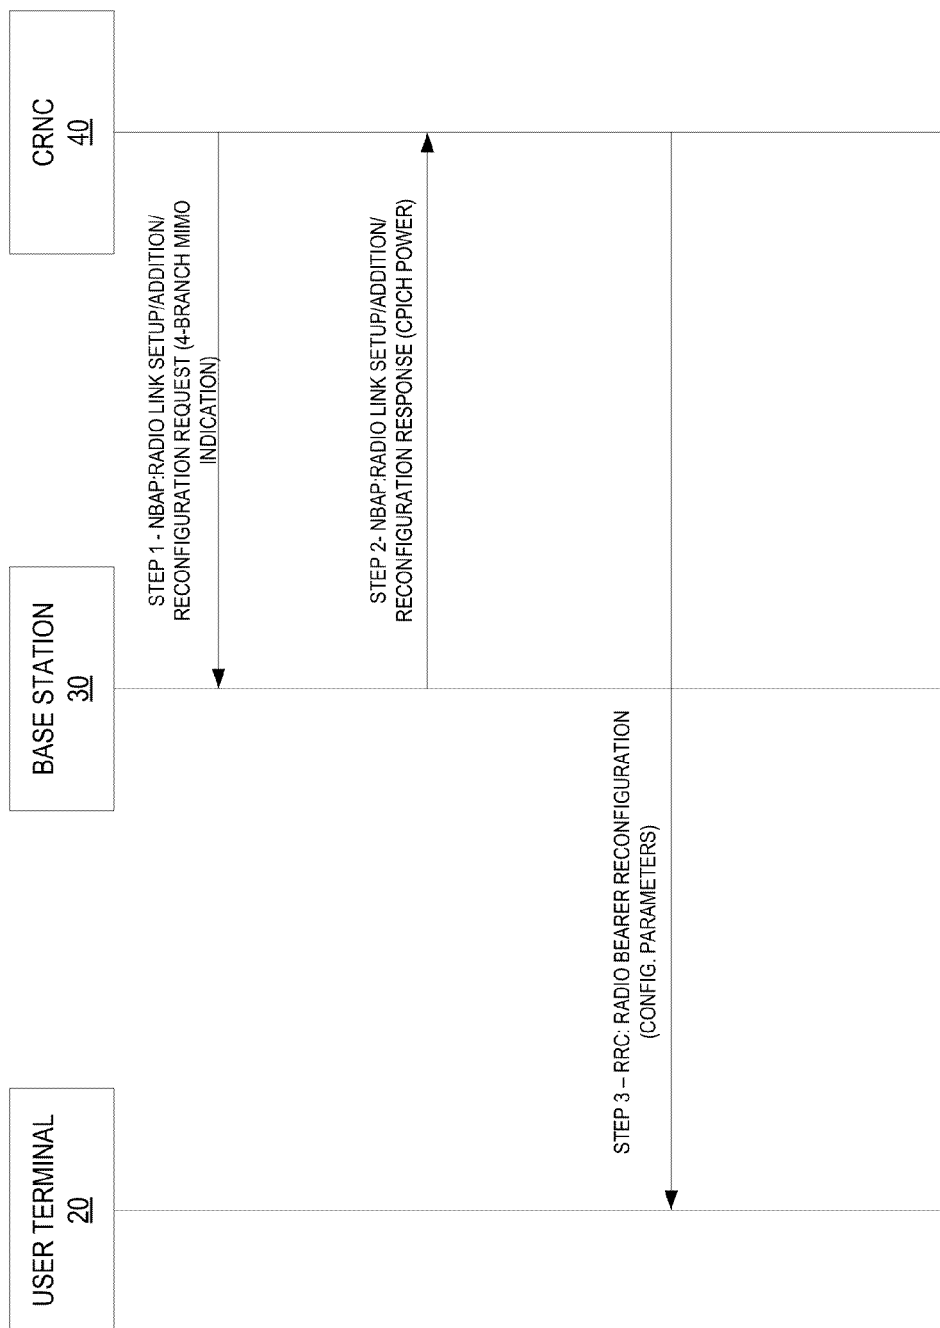 USER TERMINAL
20
BASE STATION
30
CRNC
40
STEP 1 - NBAP:RADIO LINK SETUP/ADDITION/
RECONFIGURATION REQUEST (4-BRANCH MIMO
INDICATION)
STEP 2- NBAP:RADIO LINK SETUP/ADDITION/
RECONFIGURATION RESPONSE (CPICH POWER)
STEP 3 – RRC: RADIO BEARER RECONFIGURATION
(CONFIG. PARAMETERS)